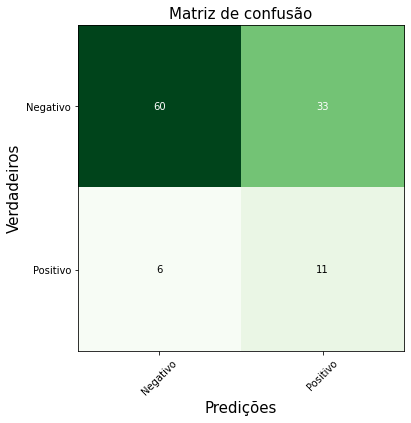 Matriz de confusão
Verdadeiros
Negativo
60
33
Positivo
6
11
Negativo
Positivo
Predições